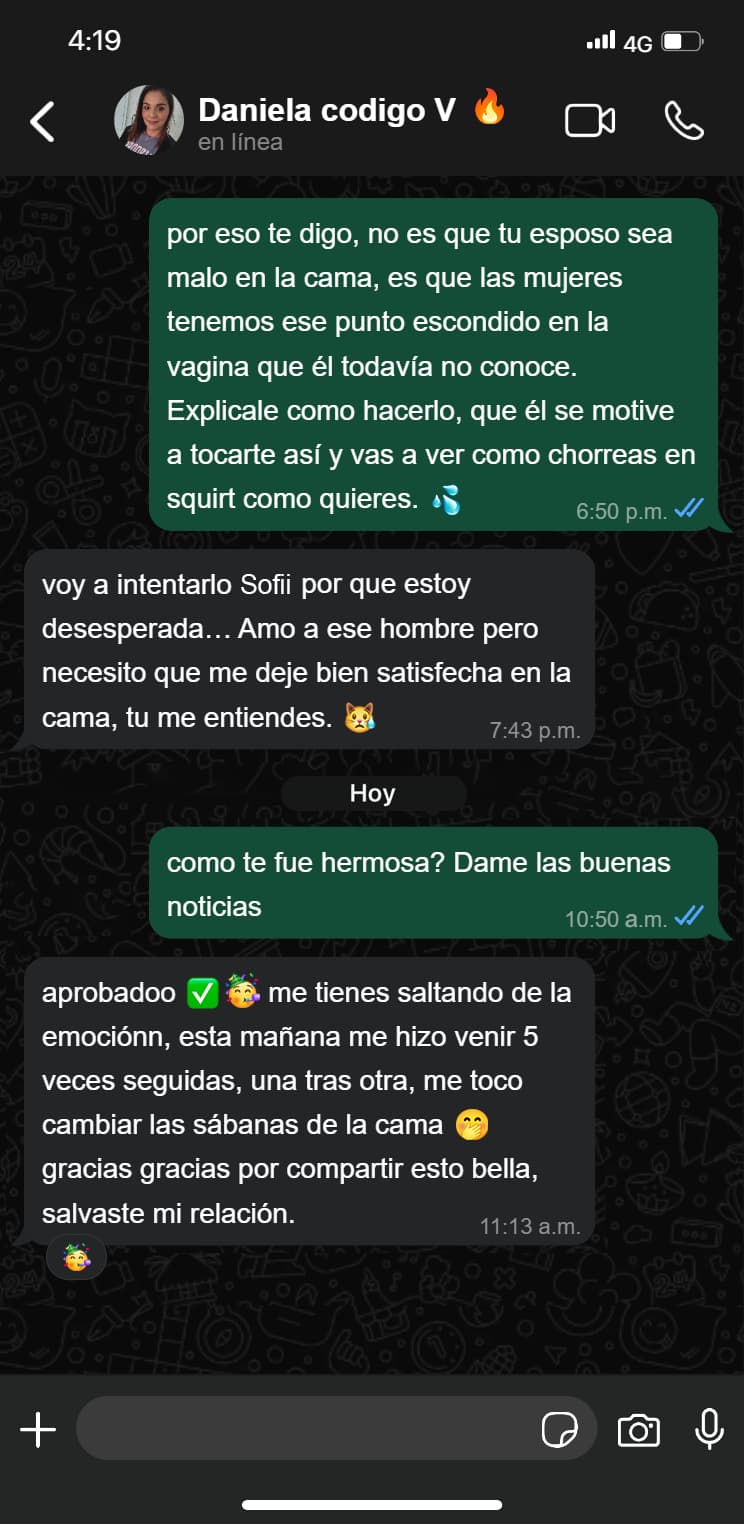 4:19
4G
Daniela codigo V 🔥
en línea
por eso te digo, no es que tu esposo sea
malo en la cama, es que las mujeres
tenemos ese punto escondido en la
vagina que él todavía no conoce.
Explicale como hacerlo, que él se motive
a tocarte así y vas a ver como chorreas en
squirt como quieres. 💦
6:50 p.m.
voy a intentarlo Sofii por que estoy
desesperada... Amo a ese hombre pero
necesito que me deje bien satisfecha en la
cama, tu me entiendes. 😿
7:43 p.m.
Hoy
como te fue hermosa? Dame las buenas
noticias
10:50 a.m.
aprobadoo ✅🥳 me tienes saltando de la
emociónn, esta mañana me hizo venir 5
veces seguidas, una tras otra, me toco
cambiar las sábanas de la cama 🤭
gracias gracias por compartir esto bella,
salvaste mi relación.
11:13 a.m.
🥳